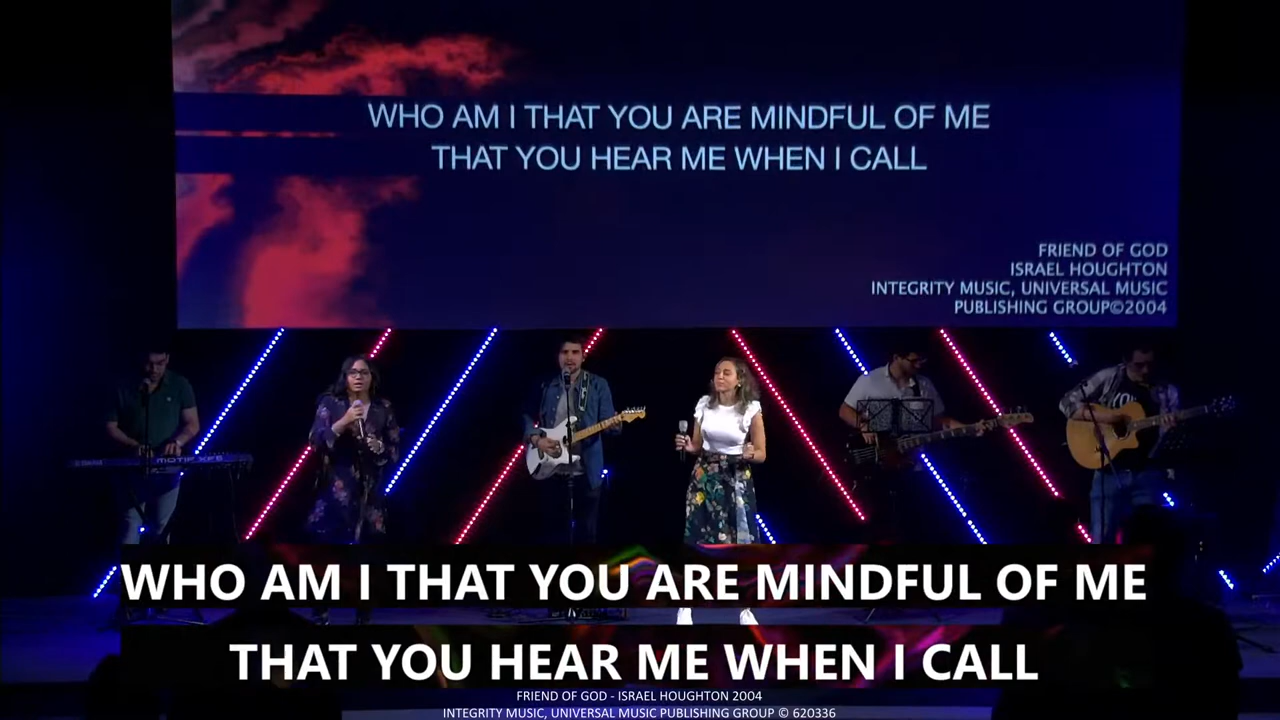 WHO AM I THAT YOU ARE MINDFUL OF ME
THAT YOU HEAR ME WHEN I CALL
FRIEND OF GOD
ISRAEL HOUGHTON
INTEGRITY MUSIC, UNIVERSAL MUSIC
PUBLISHING GROUP©2004
MOTIF XF8
WHO AM I THAT YOU ARE MINDFUL OF ME
THAT YOU HEAR ME WHEN I CALL
FRIEND OF GOD - ISRAEL HOUGHTON 2004
INTEGRITY MUSIC, UNIVERSAL MUSIC PUBLISHING GROUP © 620336